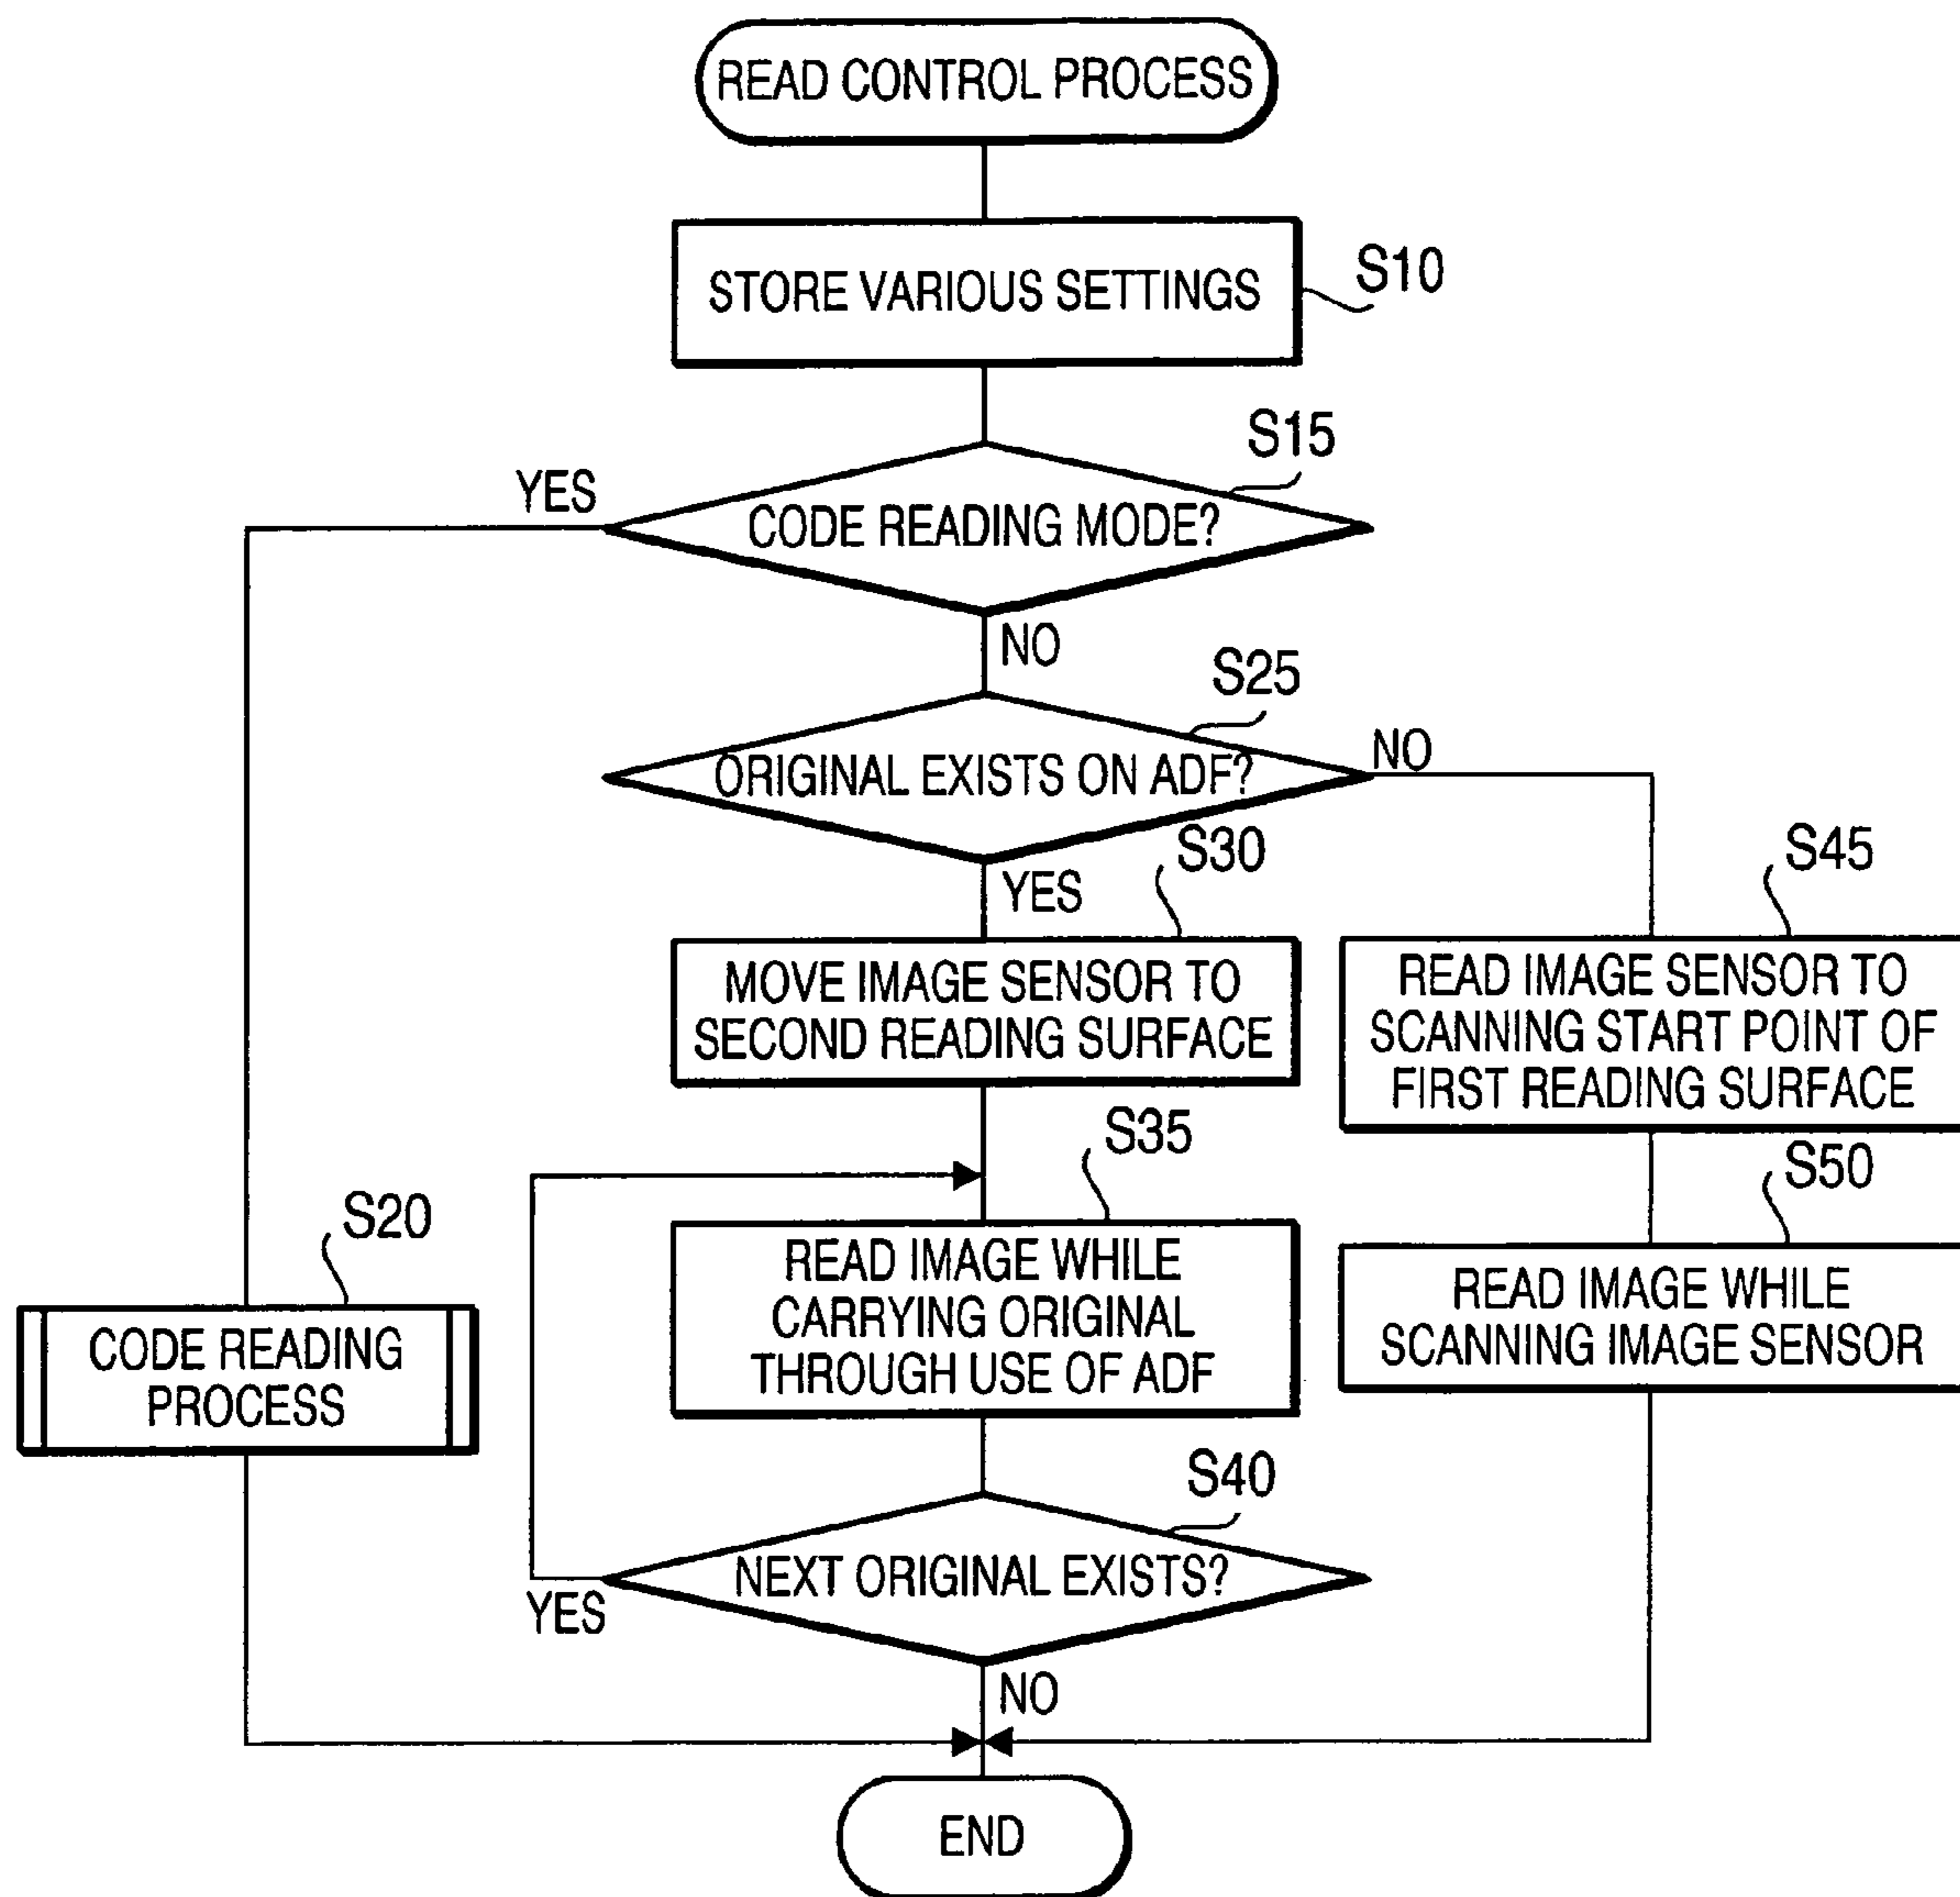 READ CONTROL PROCESS
STORE VARIOUS SETTINGS
S10
S15
YES
CODE READING MODE?
NO
S25
ORIGINAL EXISTS ON ADF?
NO
S30
YES
S45
MOVE IMAGE SENSOR TO
SECOND READING SURFACE
READ IMAGE SENSOR TO
SCANNING START POINT OF
FIRST READING SURFACE
S35
S50
S20
READ IMAGE WHILE
CARRYING ORIGINAL
THROUGH USE OF ADF
READ IMAGE WHILE
SCANNING IMAGE SENSOR
CODE READING
PROCESS
S40
NEXT ORIGINAL EXISTS?
YES
NO
END